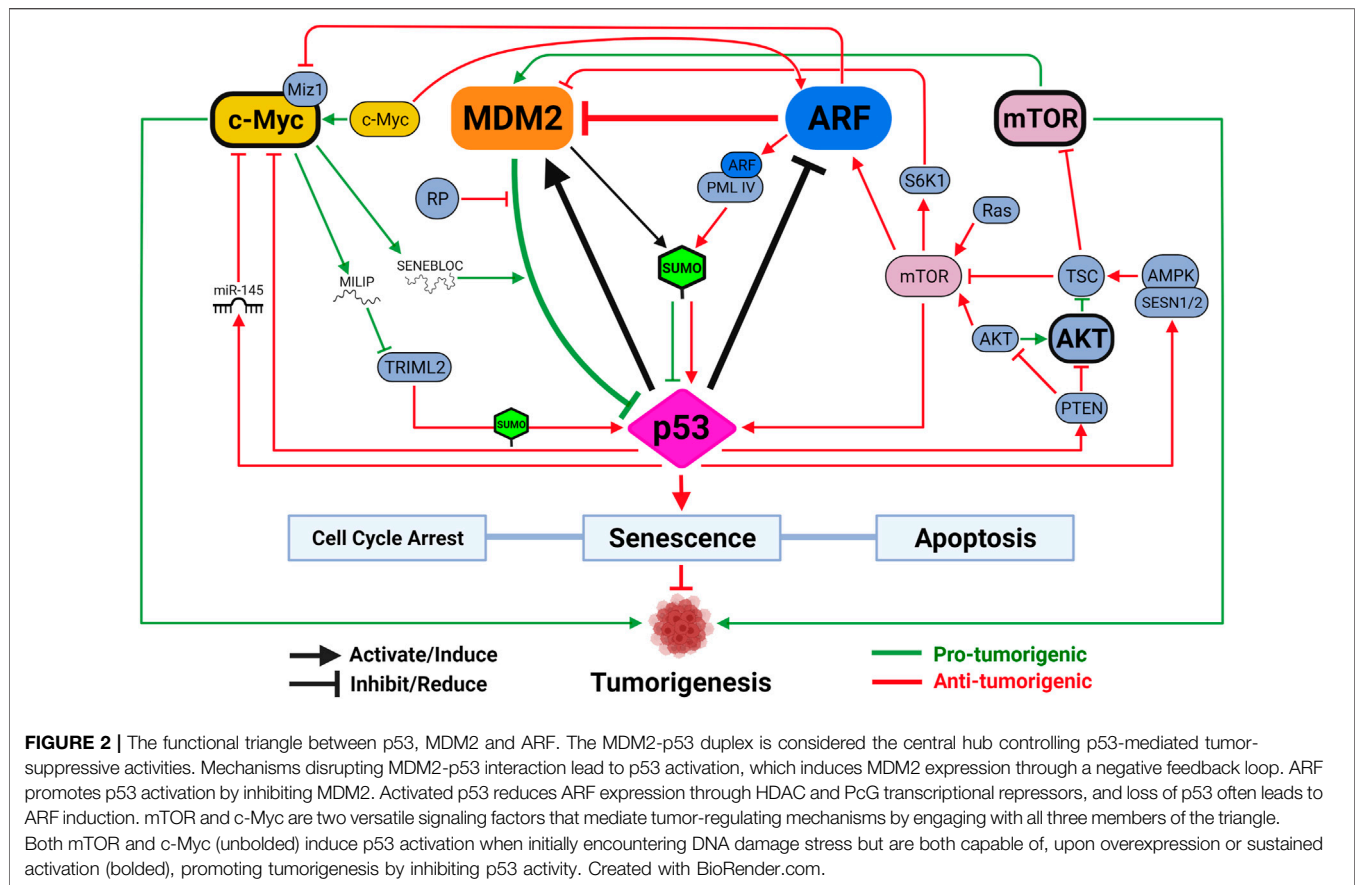 Miz1
c-Myc
c-Myc
MDM2
ARF
mTOR
ARF
PML IV
RP
S6K1
Ras
SUMO
SENEBLOC
MILIP
miR-145
mTOR
TSC
AMPK
SESN1/2
AKT
AKT
TRIML2
PTEN
SUMO
p53
Cell Cycle Arrest
Senescence
Apoptosis
Activate/Induce
Inhibit/Reduce
Tumorigenesis
Pro-tumorigenic
Anti-tumorigenic
FIGURE 2 | The functional triangle between p53, MDM2 and ARF. The MDM2-p53 duplex is considered the central hub controlling p53-mediated tumor-
suppressive activities. Mechanisms disrupting MDM2-p53 interaction lead to p53 activation, which induces MDM2 expression through a negative feedback loop. ARF
promotes p53 activation by inhibiting MDM2. Activated p53 reduces ARF expression through HDAC and PcG transcriptional repressors, and loss of p53 often leads to
ARF induction. mTOR and c-Myc are two versatile signaling factors that mediate tumor-regulating mechanisms by engaging with all three members of the triangle.
Both mTOR and c-Myc (unbolded) induce p53 activation when initially encountering DNA damage stress but are both capable of, upon overexpression or sustained
activation (bolded), promoting tumorigenesis by inhibiting p53 activity. Created with BioRender.com.